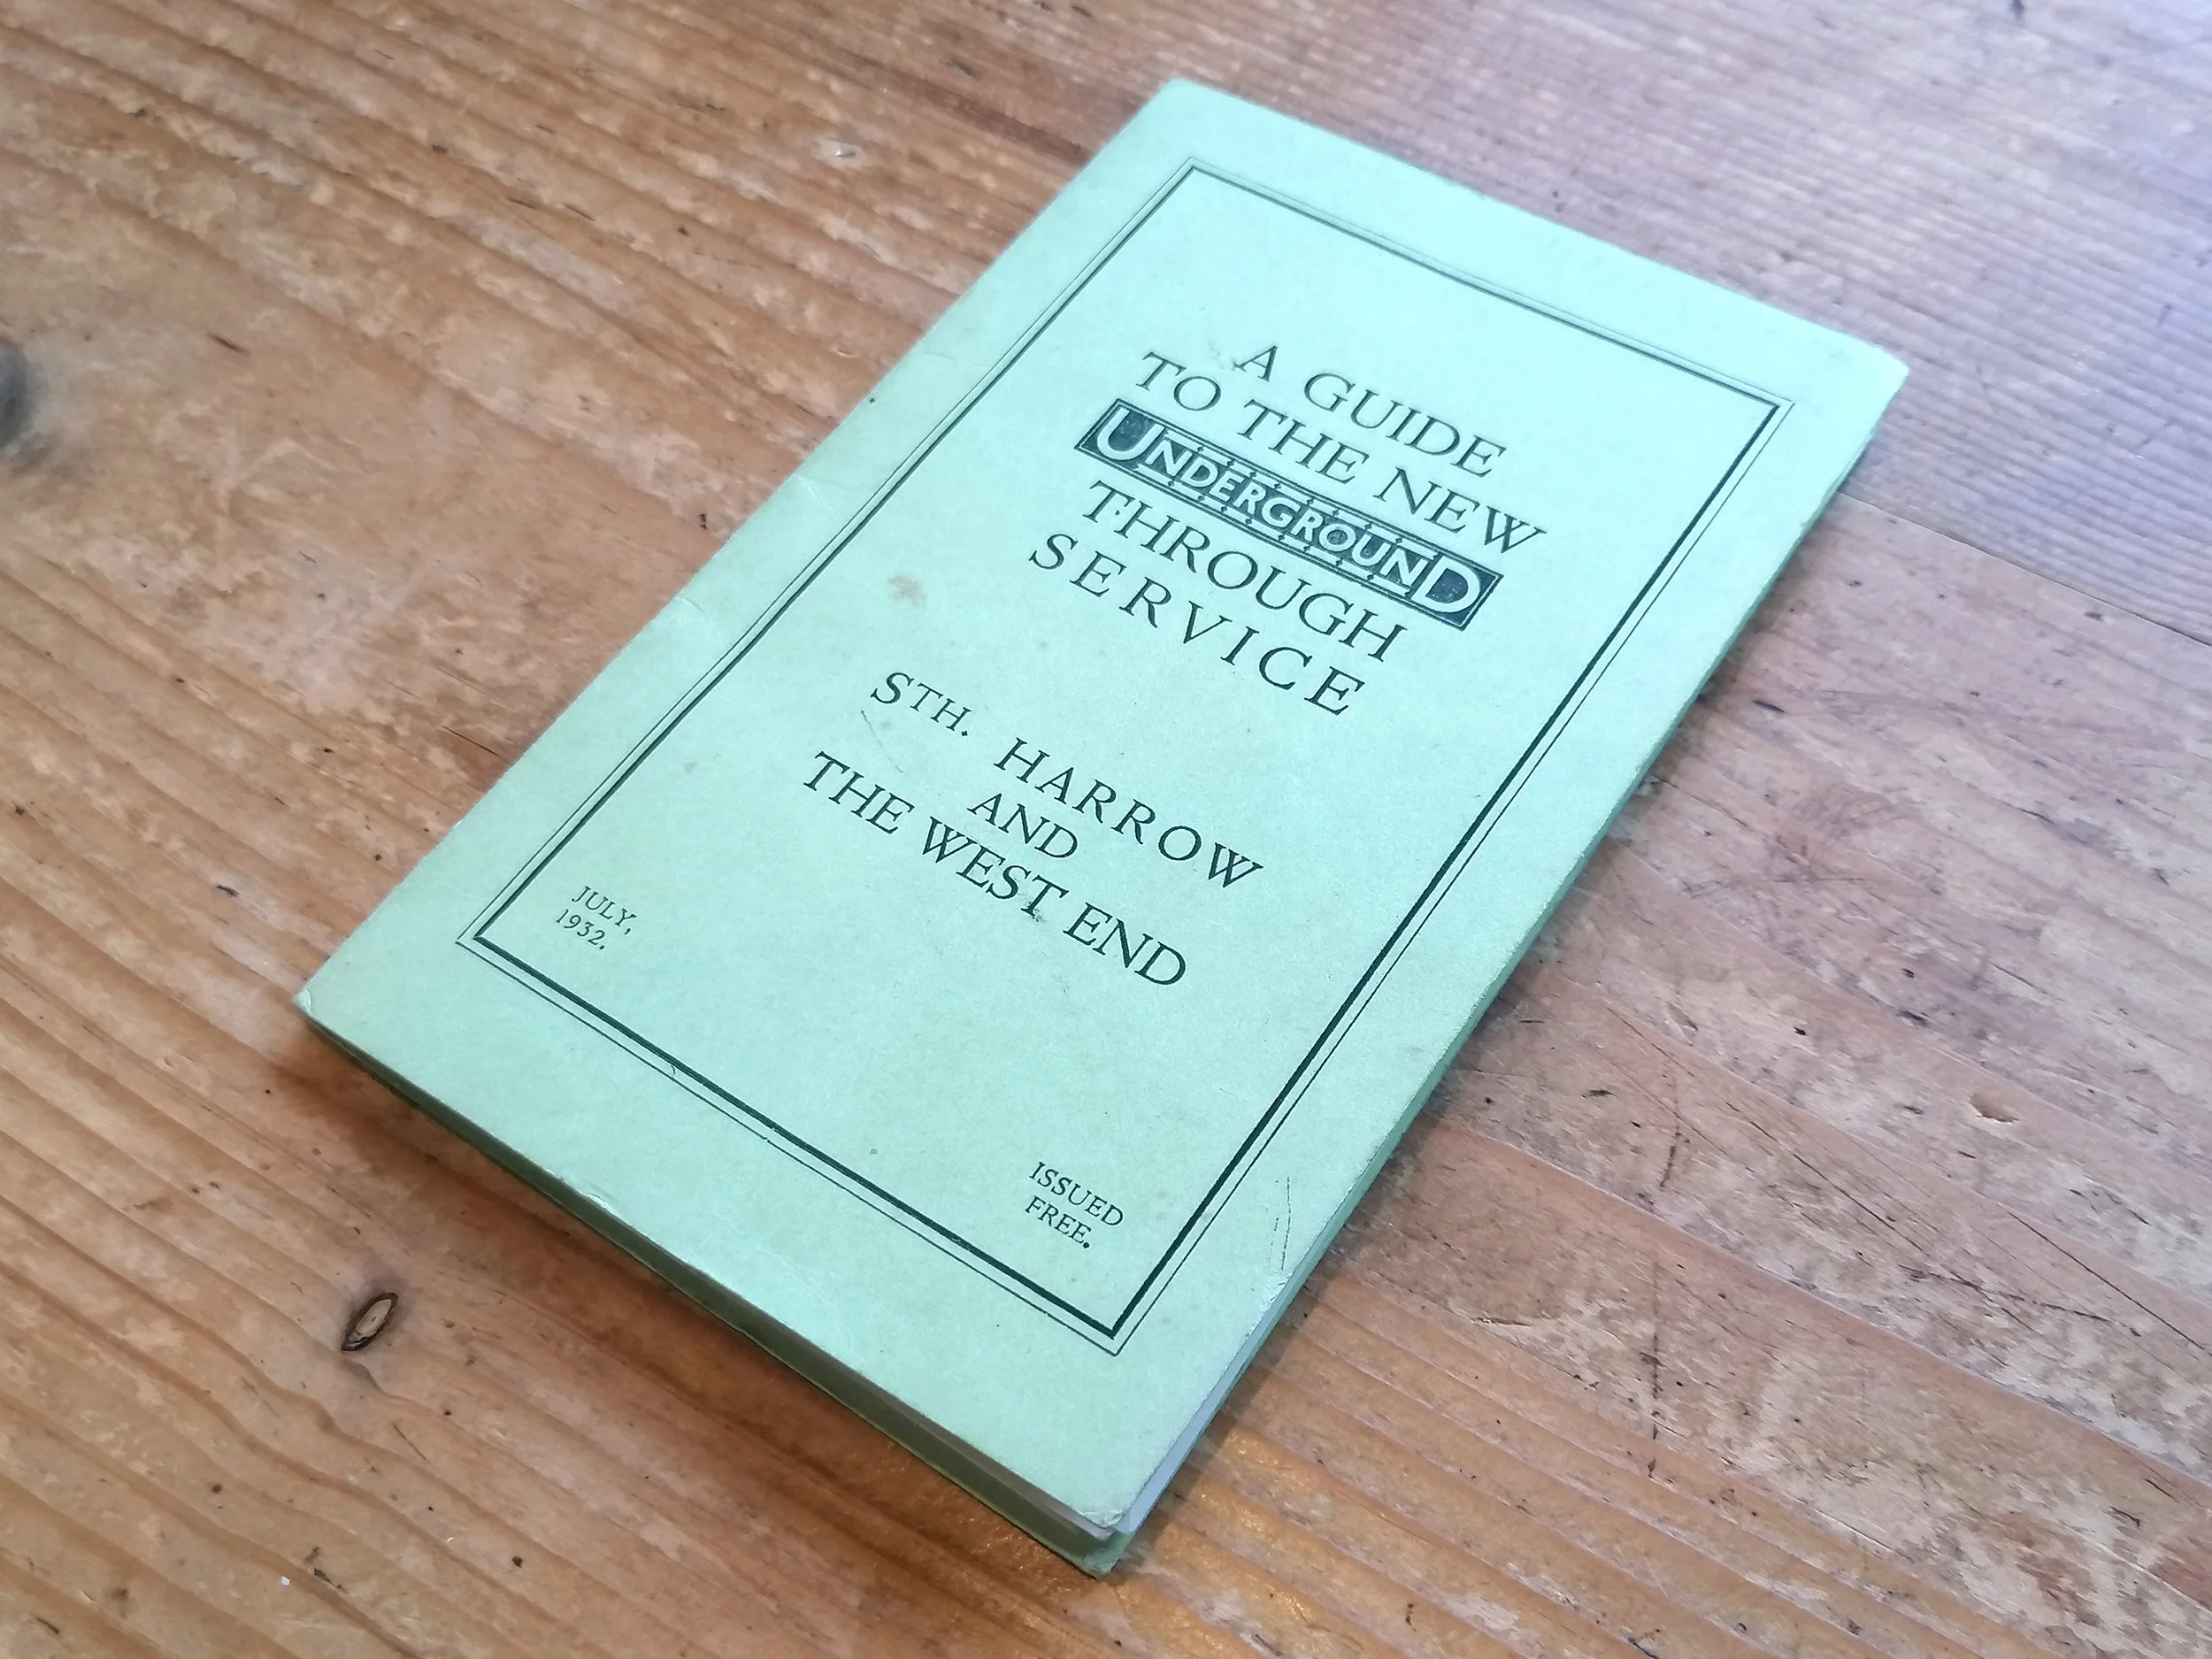 A GUIDE
TO THE NEW
UNDERGROUND
THROUGH
SERVICE
STH. HARROW
AND
THE WEST END
JULY,
1932.
ISSUED
FREE.